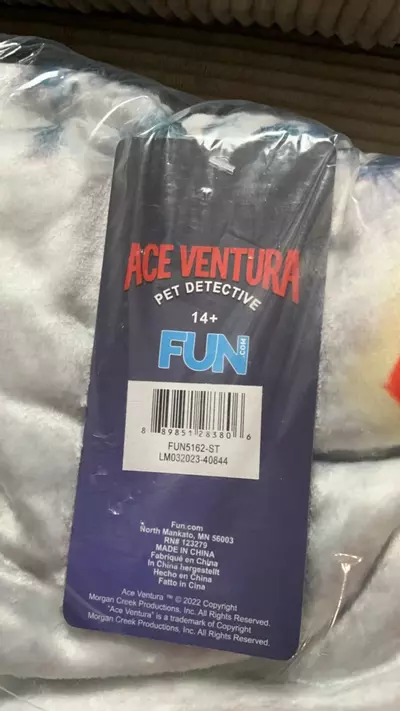 ACE VENTURA
PET DETECTIVE
14+
FUN.COM
8 89851 28380 6
FUN5162-ST
LM032023-40844
Fun.com
North Mankato, MN 56003
RN# 123279
MADE IN CHINA
Fabriqué en China
In China hergestellt
Hecho en China
Fatto in Cina
Ace Ventura ™ © 2022 Copyright
Morgan Creek Productions, Inc. All Rights Reserved.
"Ace Ventura" is a trademark of Copyright
Morgan Creek Productions, Inc. All Rights Reserved.